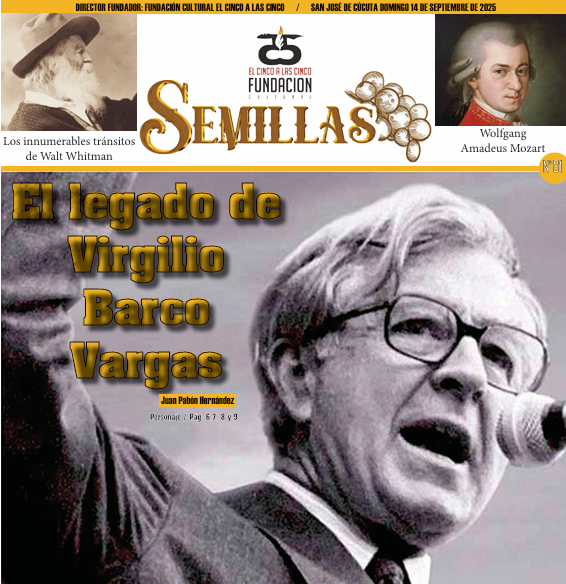 DIRECTOR FUNDADOR: FUNDACIÓN CULTURAL EL CINCO A LAS CINCO / SAN JOSÉ DE CÚCUTA DOMINGO 14 DE SEPTIEMBRE DE 2025
EL CINCO A LAS CINCO
FUNDACIÓN
CULTURAL
SEMILLAS
Los innumerables tránsitos
de Walt Whitman
Wolfgang
Amadeus Mozart
N°81
El legado de
Virgilio
Barco
Vargas
Juan Pabón Hernández
Personaje / Pag. 6 7 8 y 9